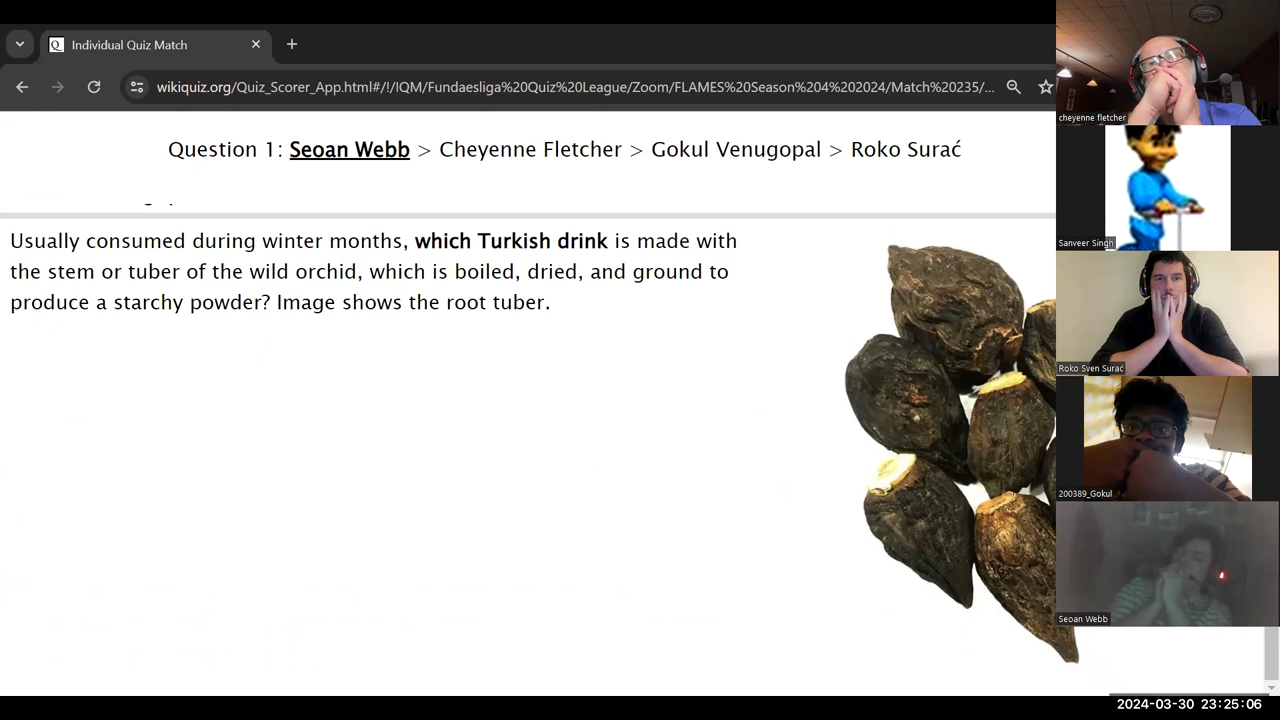 Individual Quiz Match
wikiquiz.org/Quiz_Scorer_App.html#/!/IQM/Fundaesliga%20Quiz%20League/Zoom/FLAMES%20Season%204%202024/Match%20235/...
Question 1: Seoan Webb > Cheyenne Fletcher > Gokul Venugopal > Roko Surać
Usually consumed during winter months, which Turkish drink is made with
the stem or tuber of the wild orchid, which is boiled, dried, and ground to
produce a starchy powder? Image shows the root tuber.
cheyenne fletcher
Sanveer Singh
Roko Sven Surać
200389_Gokul
Seoan Webb
2024-03-30 23:25:06